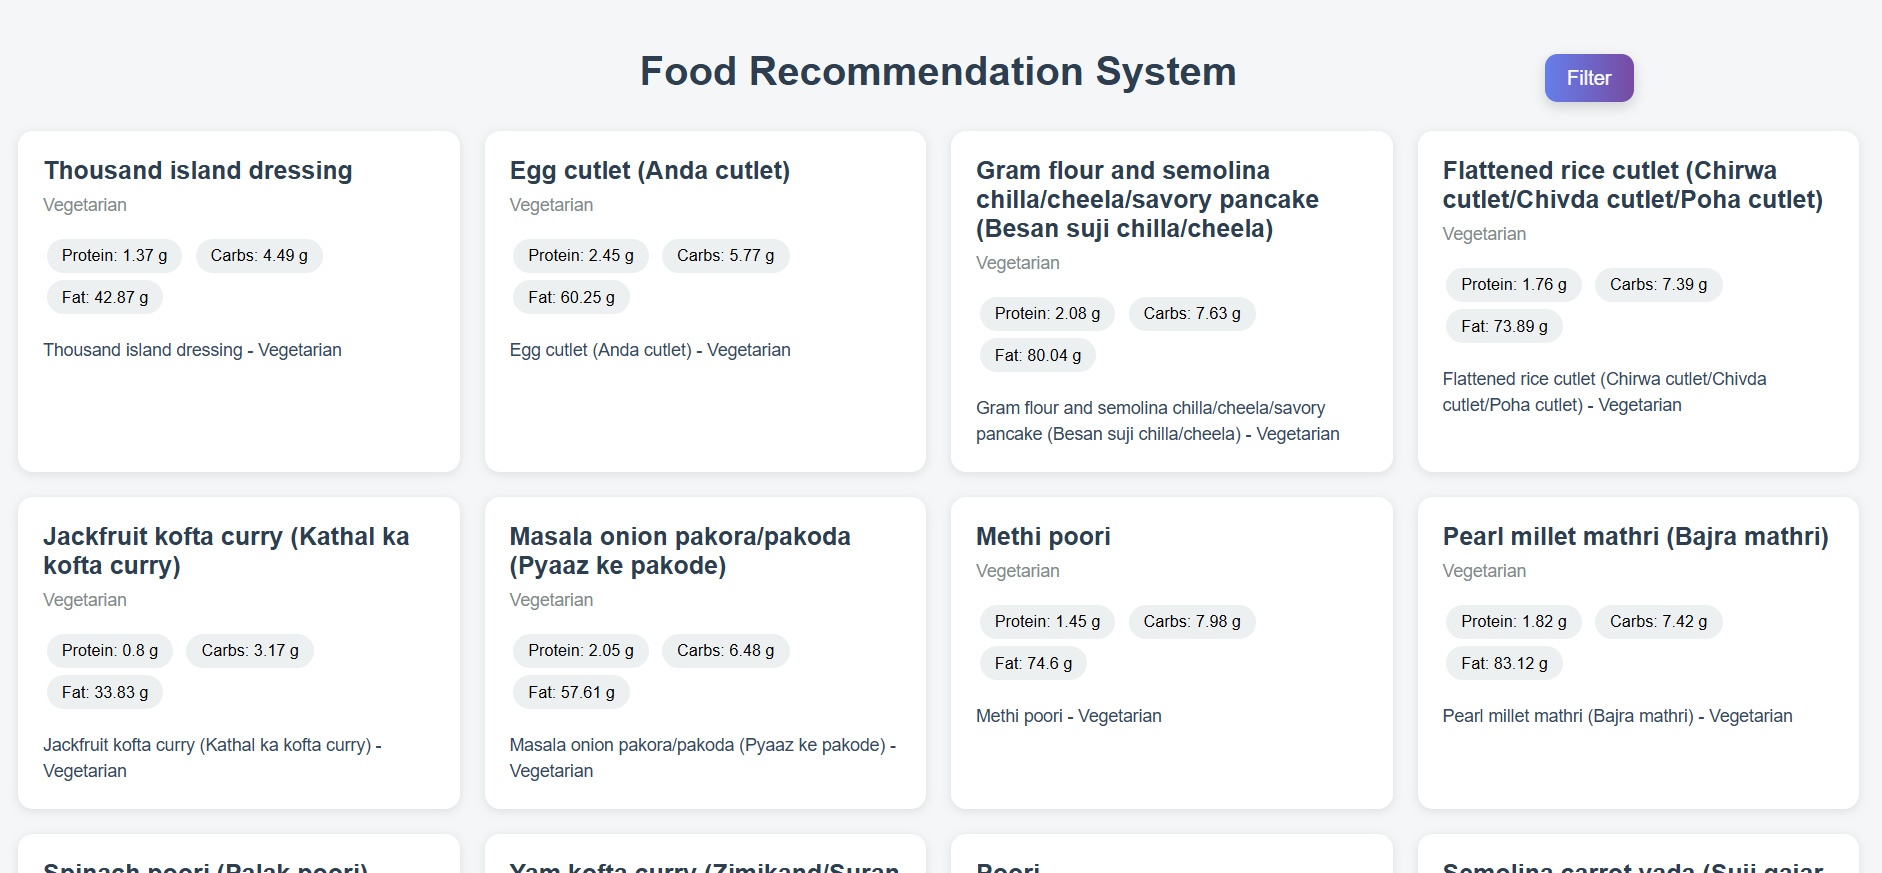 Food Recommendation System
Filter
Thousand island dressing
Vegetarian
Protein: 1.37 g
Carbs: 4.49 g
Fat: 42.87 g
Thousand island dressing - Vegetarian
Egg cutlet (Anda cutlet)
Vegetarian
Protein: 2.45 g
Carbs: 5.77 g
Fat: 60.25 g
Egg cutlet (Anda cutlet) - Vegetarian
Gram flour and semolina
chilla/cheela/savory pancake
(Besan suji chilla/cheela)
Vegetarian
Protein: 2.08 g
Carbs: 7.63 g
Fat: 80.04 g
Gram flour and semolina chilla/cheela/savory
pancake (Besan suji chilla/cheela) - Vegetarian
Flattened rice cutlet (Chirwa
cutlet/Chivda cutlet/Poha cutlet)
Vegetarian
Protein: 1.76 g
Carbs: 7.39 g
Fat: 73.89 g
Flattened rice cutlet (Chirwa cutlet/Chivda
cutlet/Poha cutlet) - Vegetarian
Jackfruit kofta curry (Kathal ka
kofta curry)
Vegetarian
Protein: 0.8 g
Carbs: 3.17 g
Fat: 33.83 g
Jackfruit kofta curry (Kathal ka kofta curry) -
Vegetarian
Masala onion pakora/pakoda
(Pyaaz ke pakode)
Vegetarian
Protein: 2.05 g
Carbs: 6.48 g
Fat: 57.61 g
Masala onion pakora/pakoda (Pyaaz ke pakode) -
Vegetarian
Methi poori
Vegetarian
Protein: 1.45 g
Carbs: 7.98 g
Fat: 74.6 g
Methi poori - Vegetarian
Pearl millet mathri (Bajra mathri)
Vegetarian
Protein: 1.82 g
Carbs: 7.42 g
Fat: 83.12 g
Pearl millet mathri (Bajra mathri) - Vegetarian
Spinach poori (Palak poori)
Yam kofta curry (Zimikand/Suran
Poori
Semolina carrot vada (Suji gajar